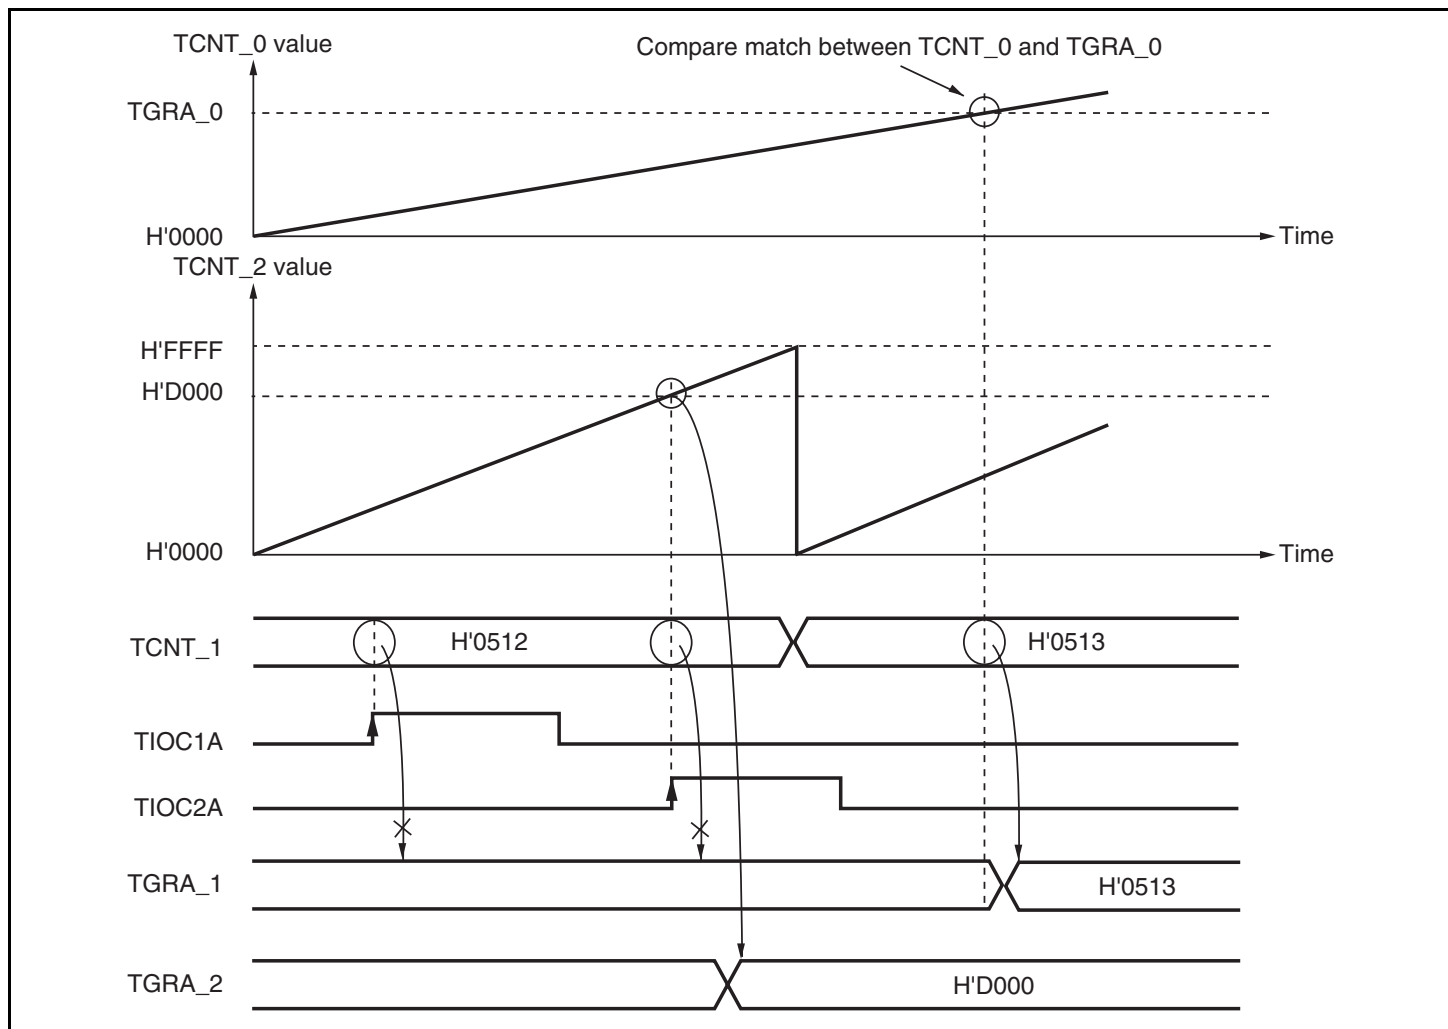 TCNT_0 value
Compare match between TCNT_0 and TGRA_0
TGRA_0
H'0000
Time
TCNT_2 value
H'FFFF
H'D000
H'0000
Time
TCNT_1
H'0512
H'0513
TIOC1A
TIOC2A
TGRA_1
H'0513
TGRA_2
H'D000